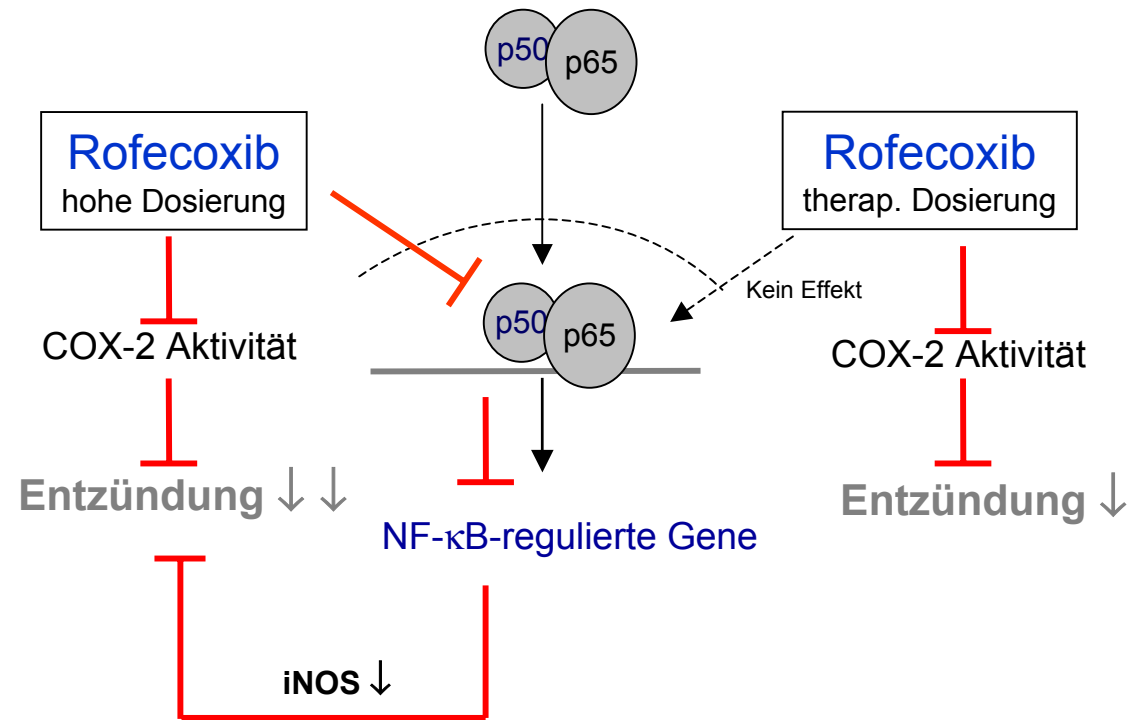 p50
p65
Rofecoxib
hohe Dosierung
Rofecoxib
therap. Dosierung
Kein Effekt
p50
p65
COX-2 Aktivität
COX-2 Aktivität
Entzündung ↓ ↓
Entzündung ↓
NF-κB-regulierte Gene
iNOS ↓